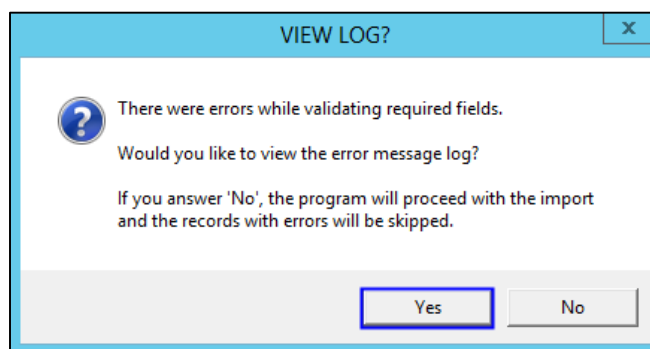 VIEW LOG?
x
?
There were errors while validating required fields.
Would you like to view the error message log?
If you answer 'No', the program will proceed with the import
and the records with errors will be skipped.
Yes
No